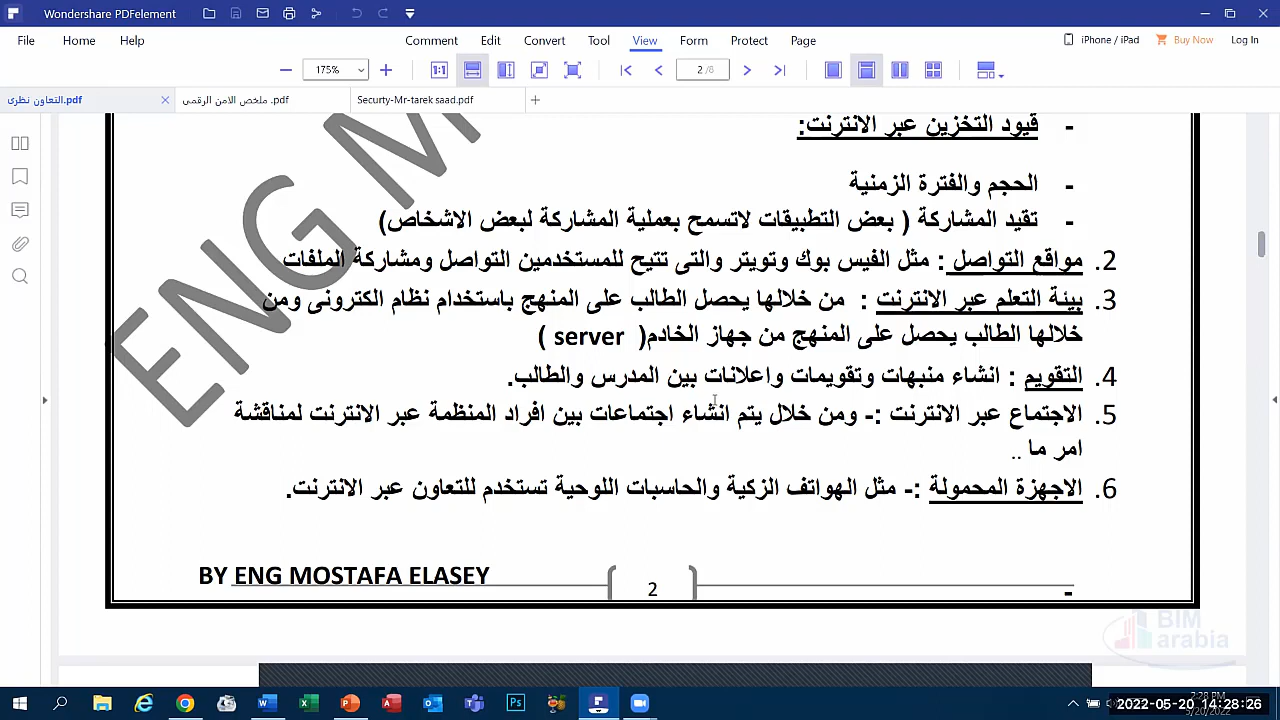 Wondershare PDFelement
File Home Help Comment Edit Convert Tool View Form Protect Page iPhone / iPad Buy Now Log In
175% 2 /6
التعاون نظرى.pdf ملخص الامن الرقمى .pdf Securty-Mr-tarek saad.pdf
ENG M
- قيود التخزين عبر الانترنت:
- الحجم والفترة الزمنية
- تقيد المشاركة ( بعض التطبيقات لاتسمح بعملية المشاركة لبعض الاشخاص)
2. مواقع التواصل : مثل الفيس بوك وتويتر والتى تتيح للمستخدمين التواصل ومشاركة الملفات
3. بيئة التعلم عبر الانترنت : من خلالها يحصل الطالب على المنهج باستخدام نظام الكترونى ومن
خلالها الطالب يحصل على المنهج من جهاز الخادم( server )
4. التقويم : انشاء منبهات وتقويمات واعلانات بين المدرس والطالب.
5. الاجتماع عبر الانترنت :- ومن خلال يتم انشاء اجتماعات بين افراد المنظمة عبر الانترنت لمناقشة
امر ما ..
6. الاجهزة المحمولة :- مثل الهواتف الزكية والحاسبات اللوحية تستخدم للتعاون عبر الانترنت.
BY ENG MOSTAFA ELASEY
2
-
BIM
arabia
2:28 PM
2022-05-20 14:28:26